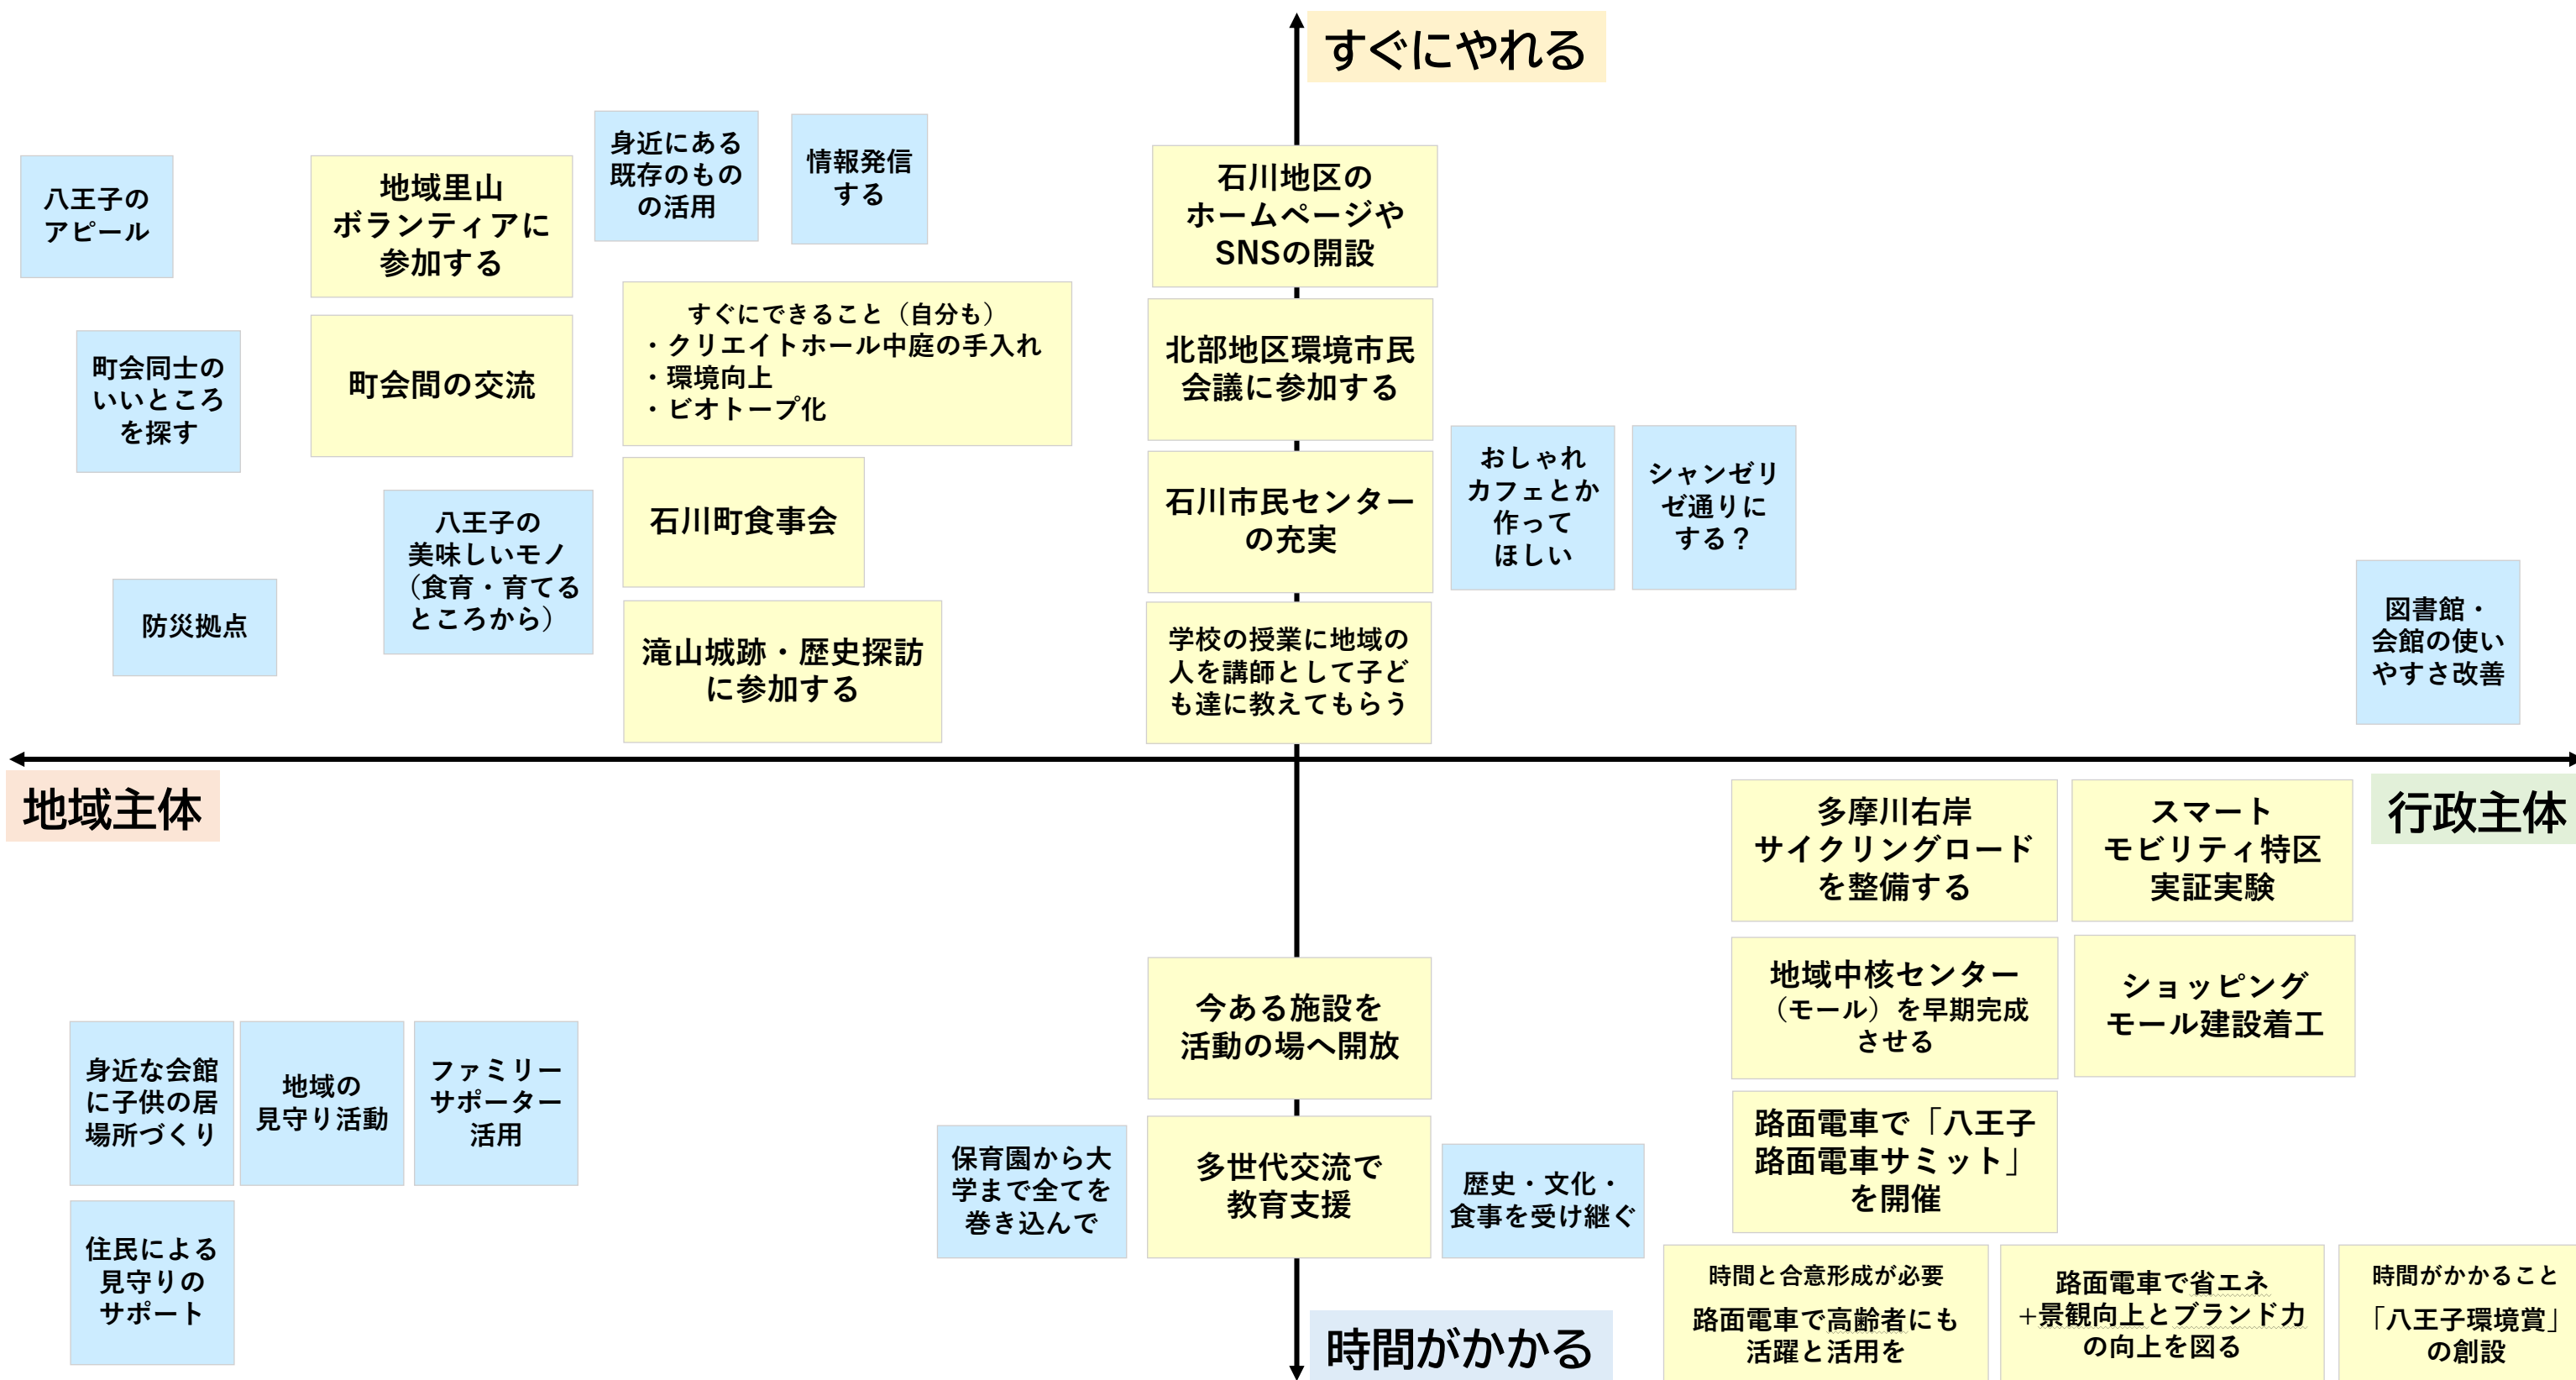 すぐにやれる
八王子の
アピール
地域里山
ボランティアに
参加する
身近にある
既存のもの
の活用
情報発信
する
石川地区の
ホームページや
SNSの開設
町会同士の
いいところ
を探す
町会間の交流
すぐにできること（自分も）
・クリエイトホール中庭の手入れ
・環境向上
・ビオトープ化
北部地区環境市民
会議に参加する
八王子の
美味しいモノ
（食育・育てる
ところから）
石川町食事会
石川市民センター
の充実
おしゃれ
カフェとか
作って
ほしい
シャンゼリ
ゼ通りに
する？
防災拠点
滝山城跡・歴史探訪
に参加する
学校の授業に地域の
人を講師として子ど
も達に教えてもらう
図書館・
会館の使い
やすさ改善
地域主体
行政主体
多摩川右岸
サイクリングロード
を整備する
スマート
モビリティ特区
実証実験
地域中核センター
（モール）を早期完成
させる
ショッピング
モール建設着工
今ある施設を
活動の場へ開放
身近な会館
に子供の居
場所づくり
地域の
見守り活動
ファミリー
サポーター
活用
路面電車で「八王子
路面電車サミット」
を開催
保育園から大
学まで全てを
巻き込んで
多世代交流で
教育支援
歴史・文化・
食事を受け継ぐ
住民による
見守りの
サポート
時間と合意形成が必要
路面電車で高齢者にも
活躍と活用を
路面電車で省エネ
+景観向上とブランド力
の向上を図る
時間がかかること
「八王子環境賞」
の創設
時間がかかる